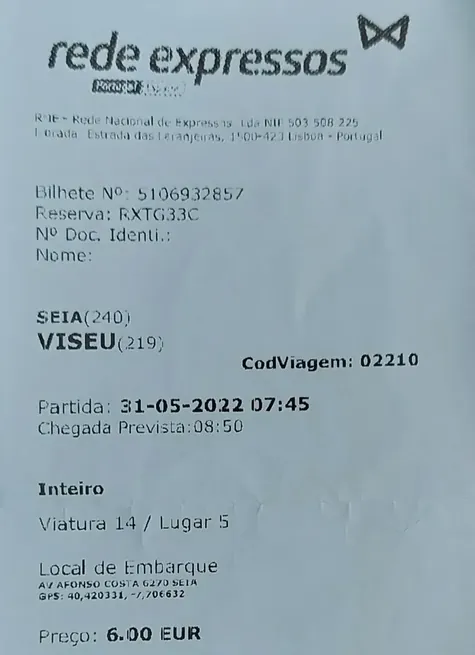 rede expressos
RNE - Rede Nacional de Expressos, Lda NIF 503 508 225
Morada: Estrada das Laranjeiras, 1500-423 Lisboa - Portugal
Bilhete Nº: 5106932857
Reserva: RXTG33C
Nº Doc. Identi.:
Nome:
SEIA(240)
VISEU(219)
CodViagem: 02210
Partida: 31-05-2022 07:45
Chegada Prevista:08:50
Inteiro
Viatura 14 / Lugar 5
Local de Embarque
AV AFONSO COSTA 6270 SEIA
GPS: 40,420331, -7,706632
Preço: 6.00 EUR